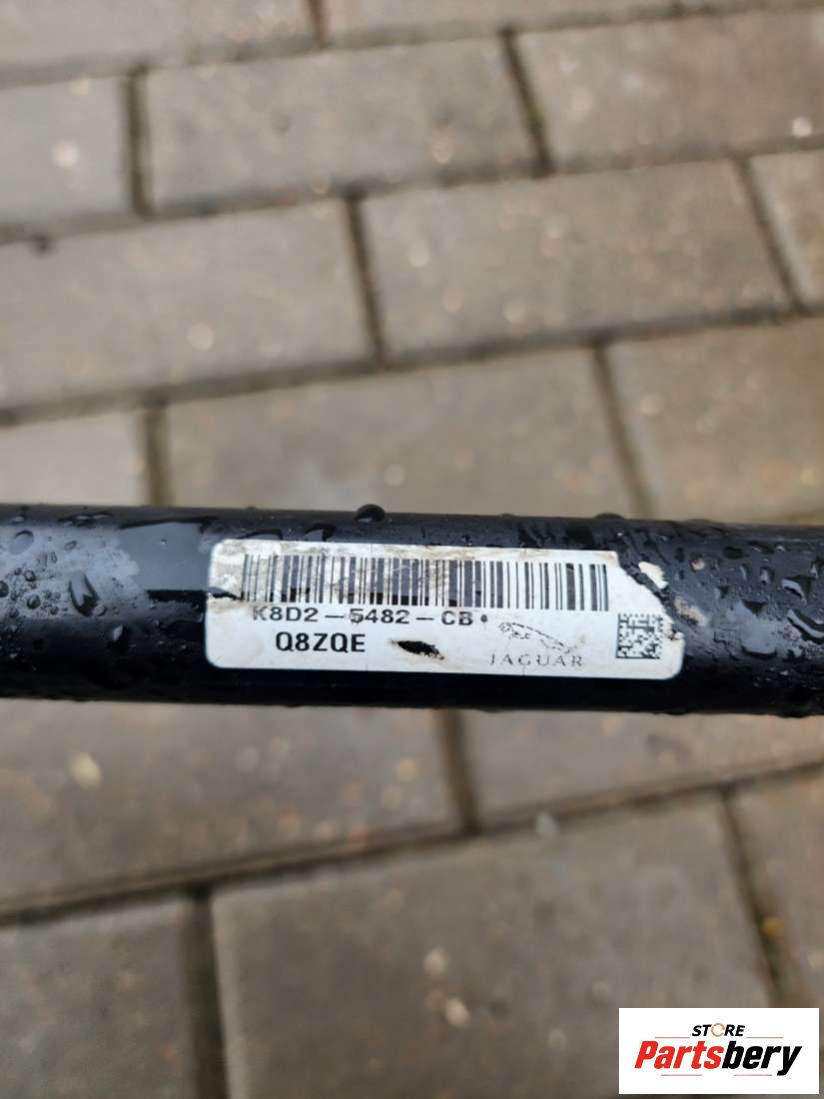 K8D2-5482-CB
Q8ZQE
JAGUAR
STORE
Partsbery